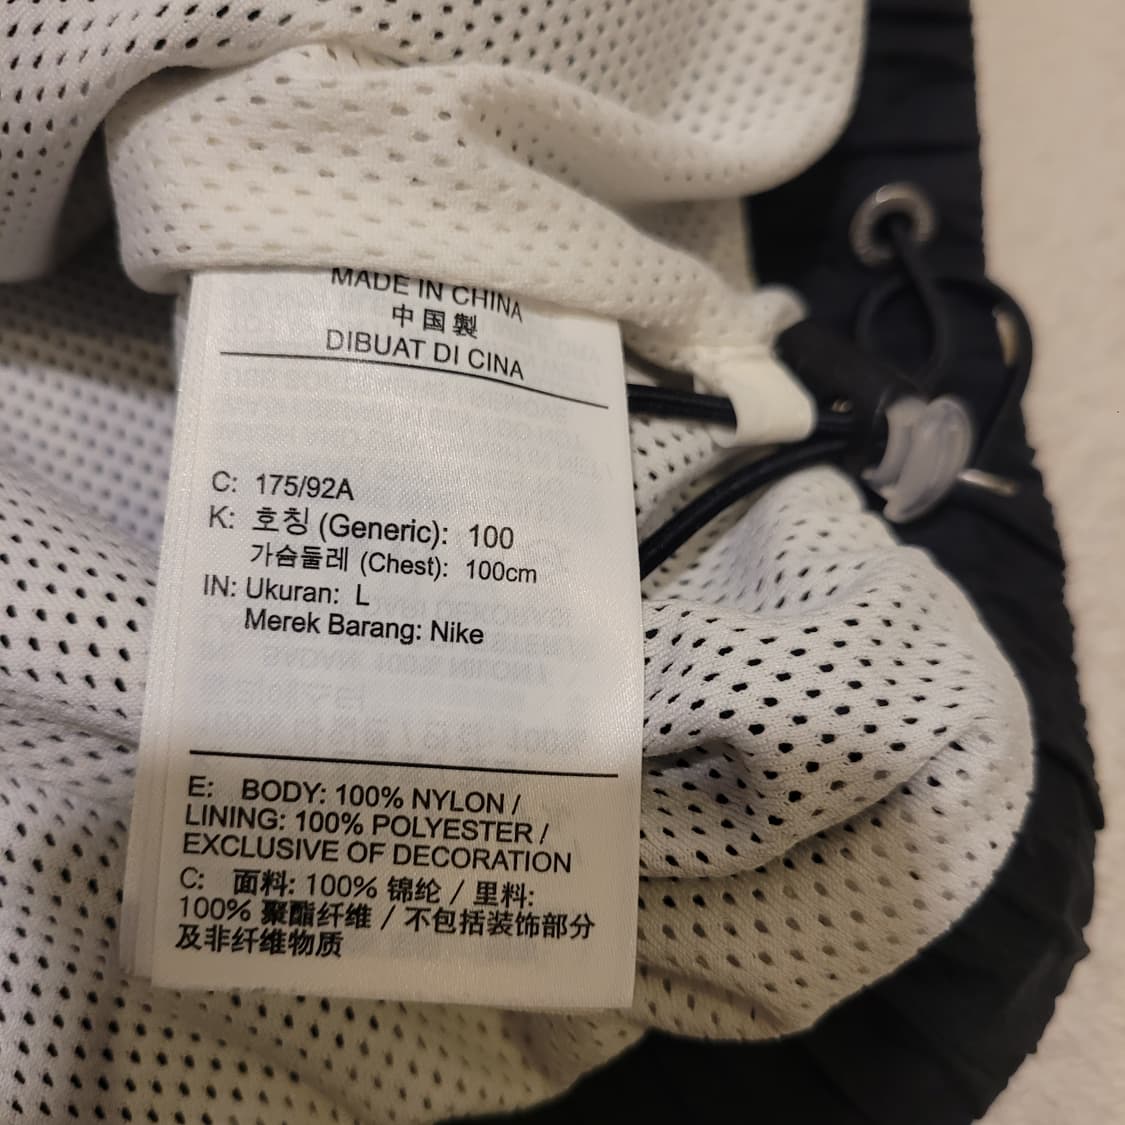 MADE IN CHINA
中国製
DIBUAT DI CINA
C: 175/92A
K: 호칭 (Generic): 100
가슴둘레 (Chest): 100cm
IN: Ukuran: L
Merek Barang: Nike
E: BODY: 100% NYLON /
LINING: 100% POLYESTER /
EXCLUSIVE OF DECORATION
C: 面料: 100% 锦纶 / 里料:
100% 聚酯纤维 / 不包括装饰部分
及非纤维物质